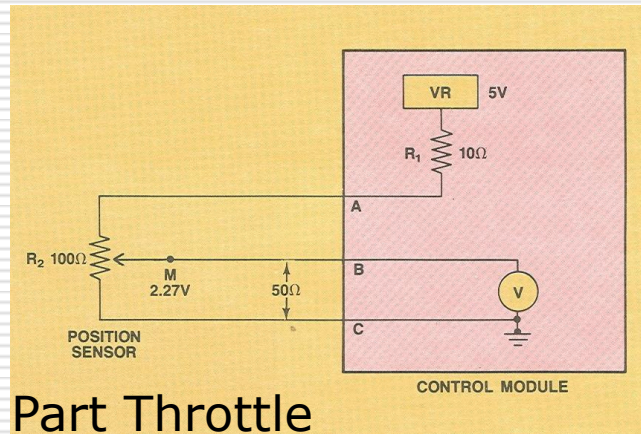 VR 5V
R₁ 10Ω
A
R₂ 100Ω
M
2.27V
50Ω
B
V
C
POSITION
SENSOR
CONTROL MODULE
Part Throttle